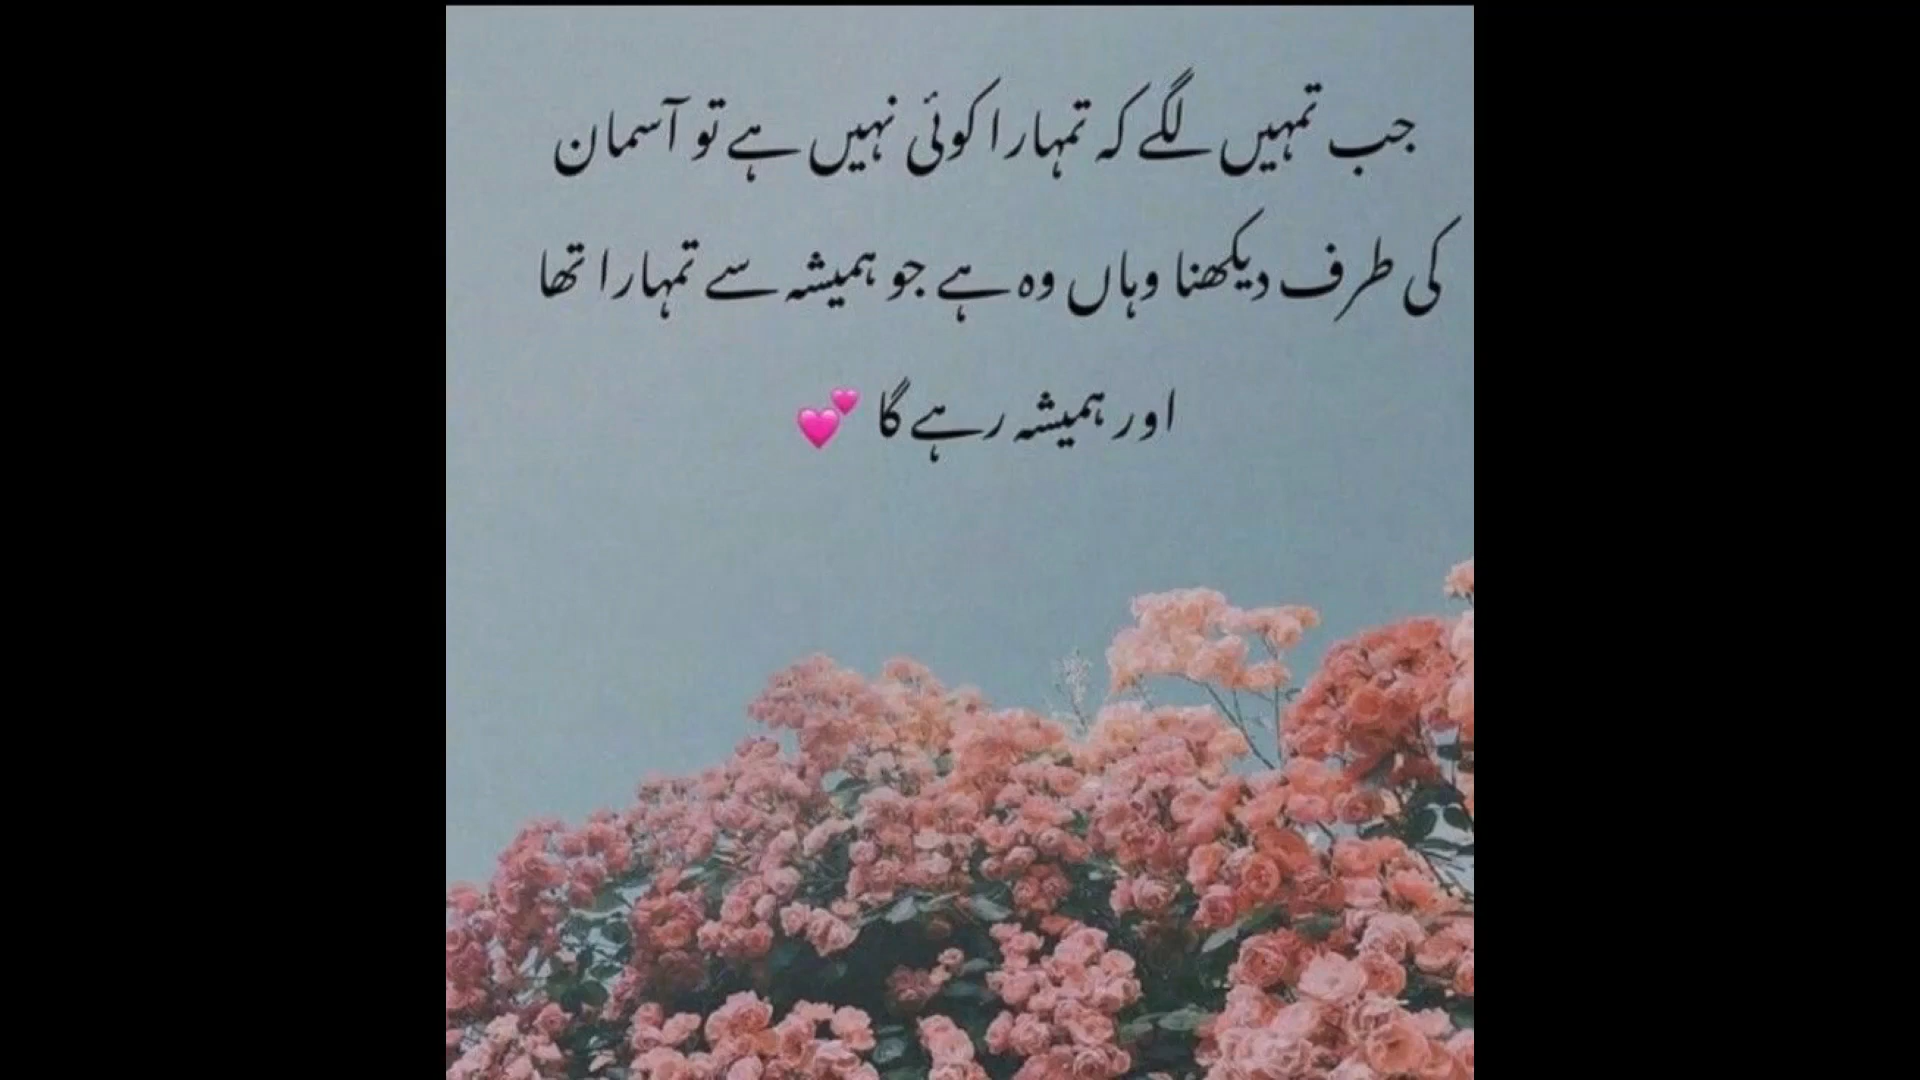 جب تمہیں لگے کہ تمہارا کوئی نہیں ہے تو آسمان
کی طرف دیکھنا وہاں وہ ہے جو ہمیشہ سے تمہارا تھا
اور ہمیشہ رہے گا 💕